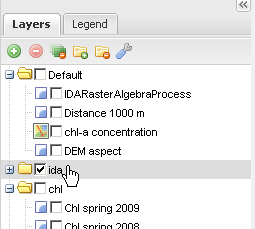 Layers
Legend
Default
IDARasterAlgebraProcess
Distance 1000 m
chl-a concentration
DEM aspect
ida
chl
Chl spring 2009
Chl spring 2008